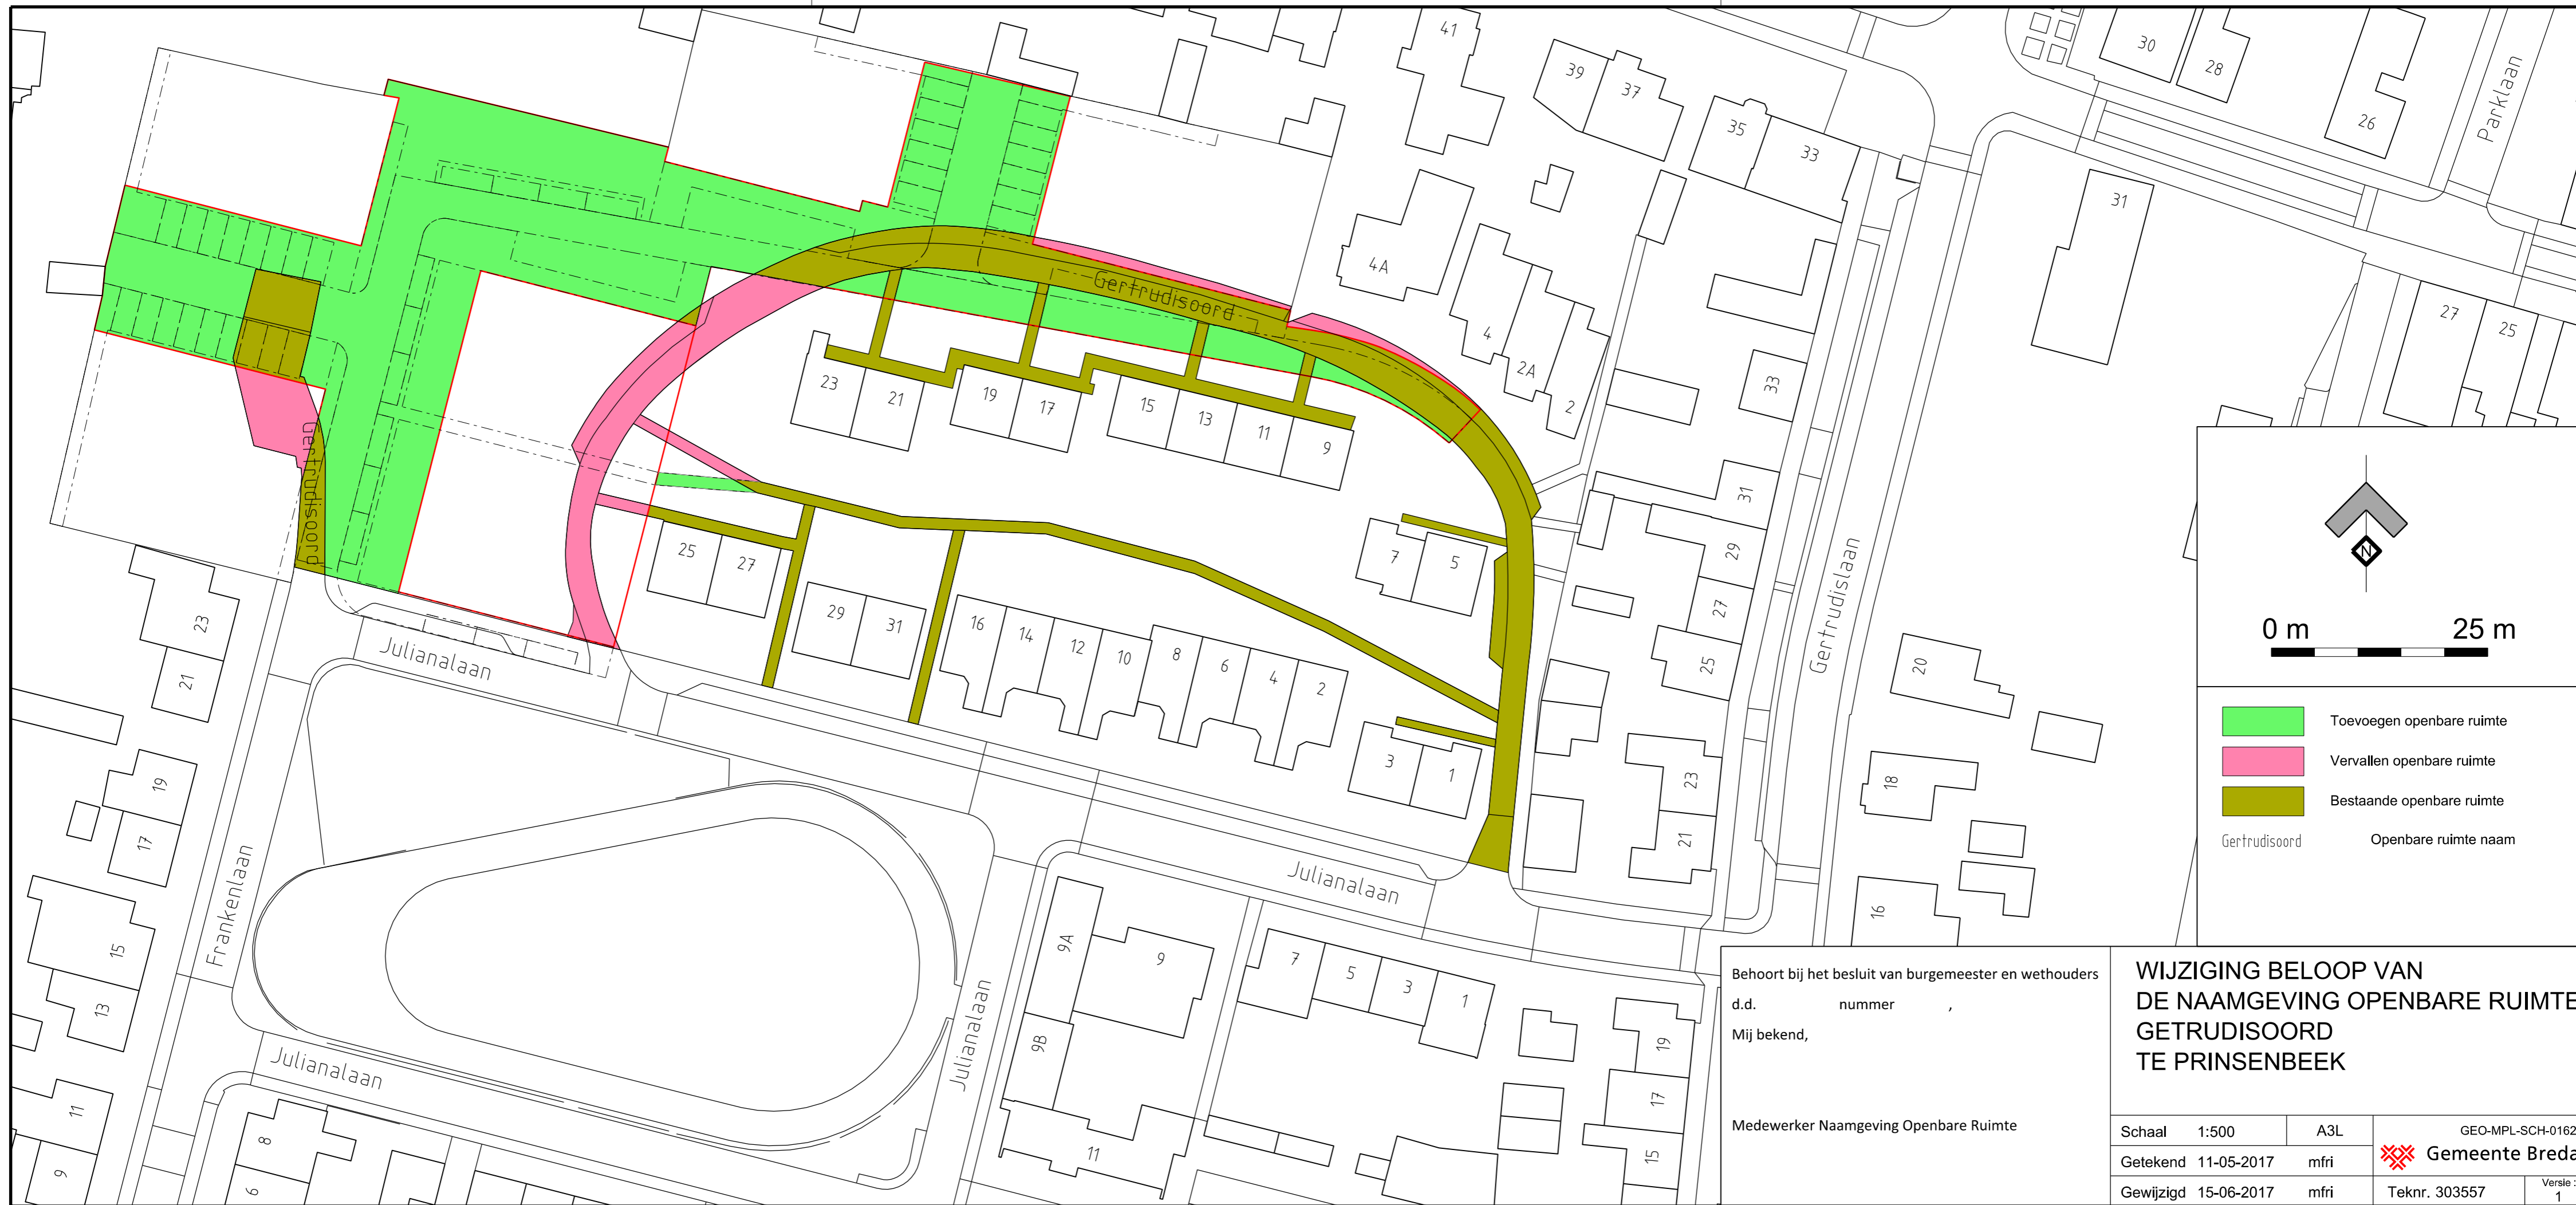 41
39
37
35
33
30
28
26
Parklaan
31
4A
4
2A
2
33
27
25
Gertrudisoord
23
21
19
17
15
13
11
9
31
29
27
25
Gertrudislaan
Gertrudisoord
7
5
25
27
29
31
16
14
12
10
8
6
4
2
3
1
23
21
20
18
16
23
21
Julianalaan
Julianalaan
19
17
15
13
11
9
Frankenlaan
Julianalaan
Julianalaan
8
6
9A
9B
9
11
7
5
3
1
19
17
15
N
0 m 25 m
Toevoegen openbare ruimte
Vervallen openbare ruimte
Bestaande openbare ruimte
Gertrudisoord Openbare ruimte naam
Behoort bij het besluit van burgemeester en wethouders
d.d. nummer ,
Mij bekend,
Medewerker Naamgeving Openbare Ruimte
WIJZIGING BELOOP VAN
DE NAAMGEVING OPENBARE RUIMTE
GETRUDISOORD
TE PRINSENBEEK
Schaal 1:500 A3L
GEO-MPL-SCH-0162
Getekend 11-05-2017 mfri
Gemeente Breda
Gewijzigd 15-06-2017 mfri
Teknr. 303557
Versie :
1